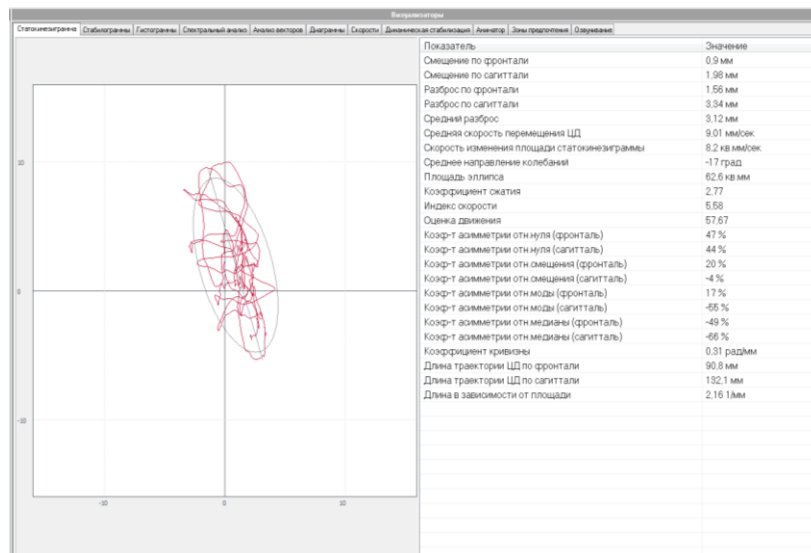 Визуализаторы
Статокинезиграмма Стабилограммы Гистограммы Спектральный анализ Анализ векторов Диаграммы Скорости Динамическая стабилизация Аниматор Зоны предпочтения Озвучивание
Показатель Значение
Смещение по фронтали 0,9 мм
Смещение по сагиттали 1,98 мм
Разброс по фронтали 1,56 мм
Разброс по сагиттали 3,34 мм
Средний разброс 3,12 мм
Средняя скорость перемещения ЦД 9,01 мм/сек
Скорость изменения площади статокинезиграммы 8,2 кв.мм/сек
Среднее направление колебаний -17 град
Площадь эллипса 62,6 кв.мм
Коэффициент сжатия 2,77
Индекс скорости 5,58
Оценка движения 57,67
Коэф-т асимметрии отн.нуля (фронталь) 47 %
Коэф-т асимметрии отн.нуля (сагитталь) 44 %
Коэф-т асимметрии отн.смещения (фронталь) 20 %
Коэф-т асимметрии отн.смещения (сагитталь) -4 %
Коэф-т асимметрии отн.моды (фронталь) 17 %
Коэф-т асимметрии отн.моды (сагитталь) -55 %
Коэф-т асимметрии отн.медианы (фронталь) -49 %
Коэф-т асимметрии отн.медианы (сагитталь) -66 %
Коэффициент кривизны 0,31 рад/мм
Длина траектории ЦД по фронтали 90,8 мм
Длина траектории ЦД по сагиттали 132,1 мм
Длина в зависимости от площади 2,16 1/мм
10
0
-10
-10 0 10